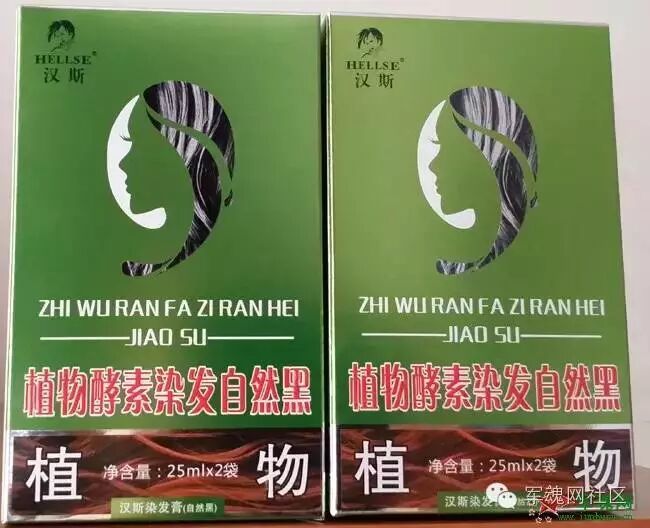 HELLSE®
汉斯
ZHI WU RAN FA ZI RAN HEI
JIAO SU
植物酵素染发自然黑
植 净含量：25mlx2袋 物
汉斯染发膏(自然黑)
HELLSE®
汉斯
ZHI WU RAN FA ZI RAN HEI
JIAO SU
植物酵素染发自然黑
植 净含量：25mlx2袋 物
汉斯染发
军魂网社区